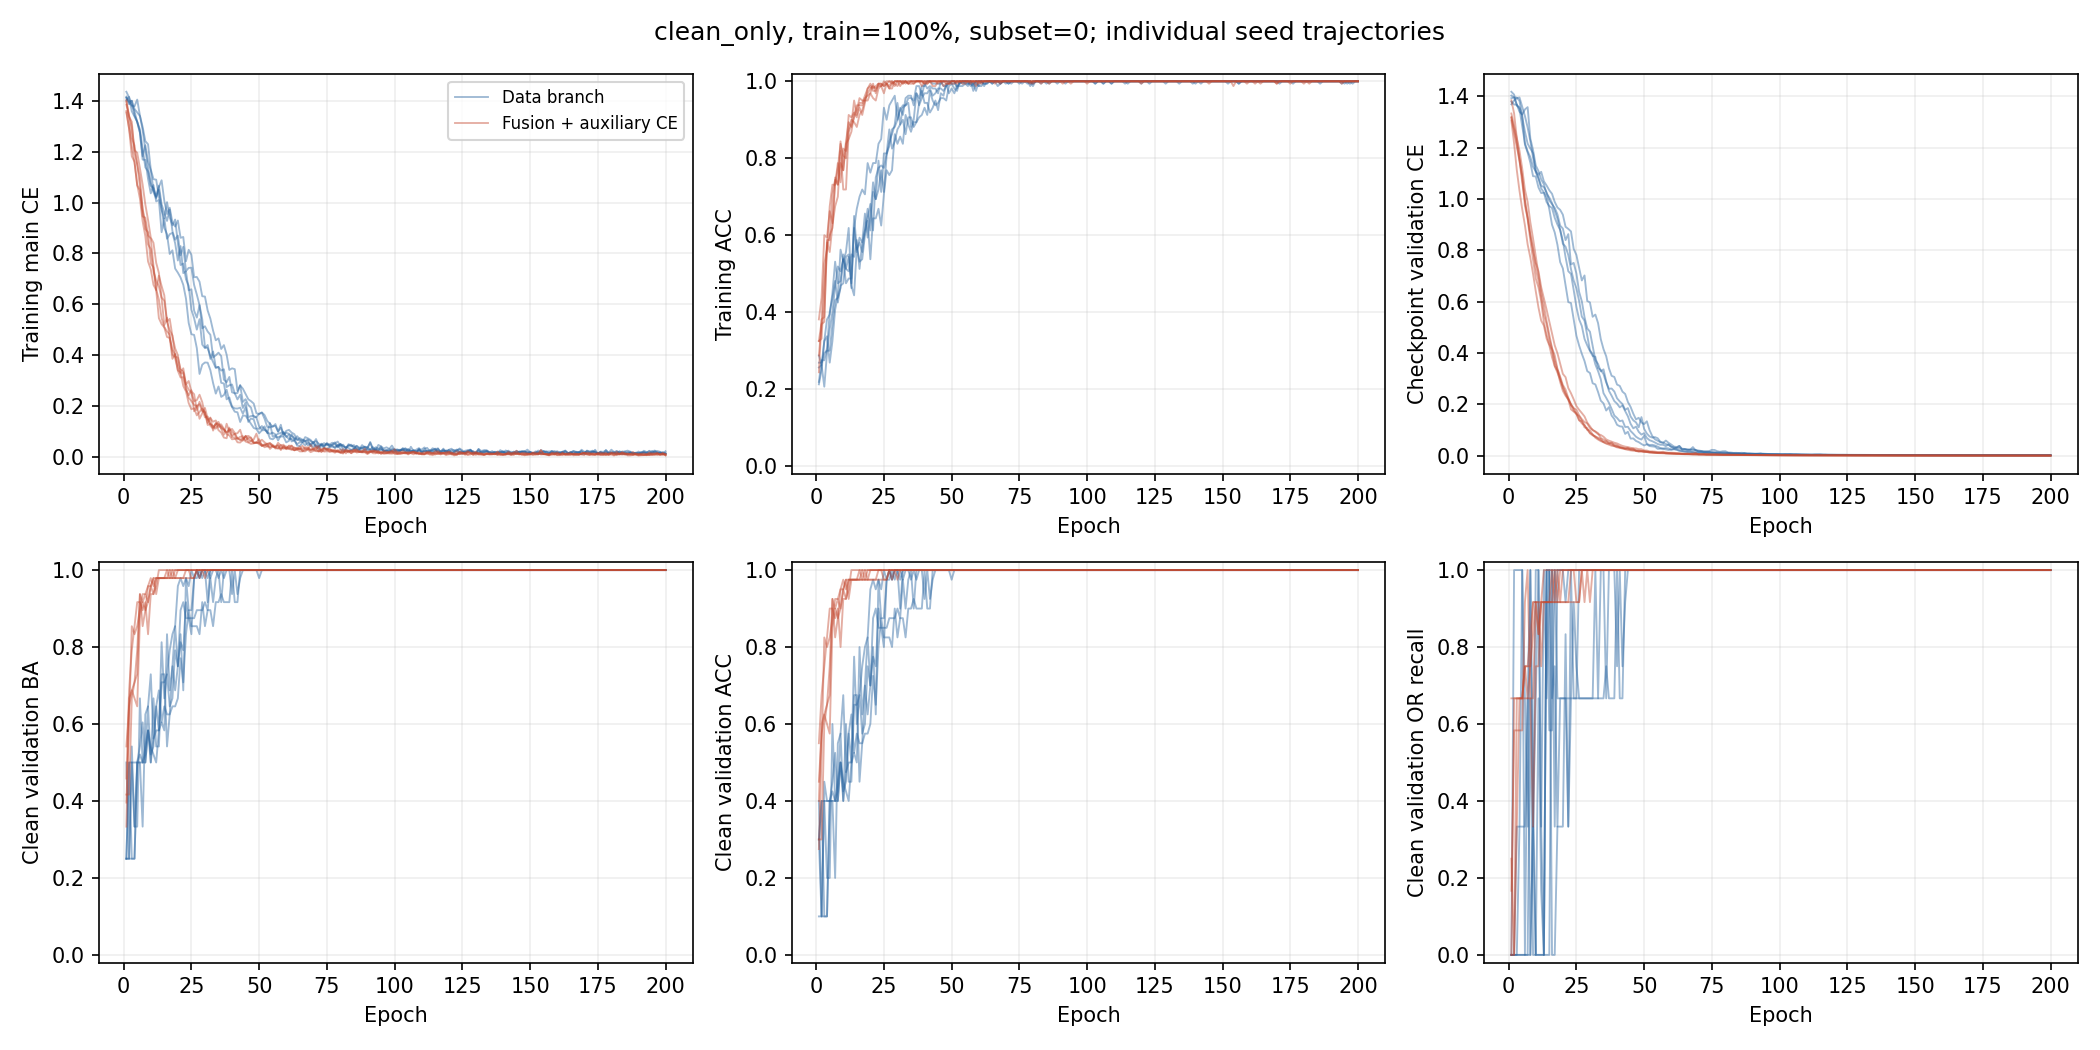 clean_only, train=100%, subset=0; individual seed trajectories
Training main CE
1.4
1.2
1.0
0.8
0.6
0.4
0.2
0.0
Data branch
Fusion + auxiliary CE
0 25 50 75 100 125 150 175 200
Epoch
Training ACC
1.0
0.8
0.6
0.4
0.2
0.0
0 25 50 75 100 125 150 175 200
Epoch
Checkpoint validation CE
1.4
1.2
1.0
0.8
0.6
0.4
0.2
0.0
0 25 50 75 100 125 150 175 200
Epoch
Clean validation BA
1.0
0.8
0.6
0.4
0.2
0.0
0 25 50 75 100 125 150 175 200
Epoch
Clean validation ACC
1.0
0.8
0.6
0.4
0.2
0.0
0 25 50 75 100 125 150 175 200
Epoch
Clean validation OR recall
1.0
0.8
0.6
0.4
0.2
0.0
0 25 50 75 100 125 150 175 200
Epoch